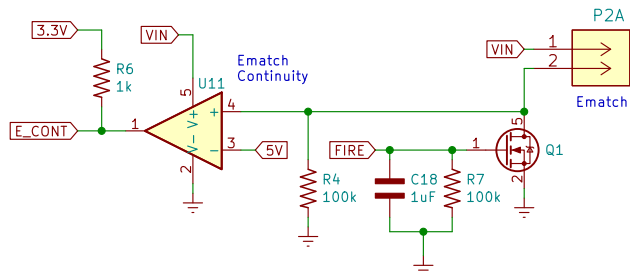 P2A
3.3V
VIN
VIN
1
2
R6
1k
Ematch
Continuity
U11
5
V+
+
4
Ematch
E_CONT
1
-
3
5V
FIRE
1
5
Q1
V-
2
R4
100k
C18
1uF
R7
100k
2